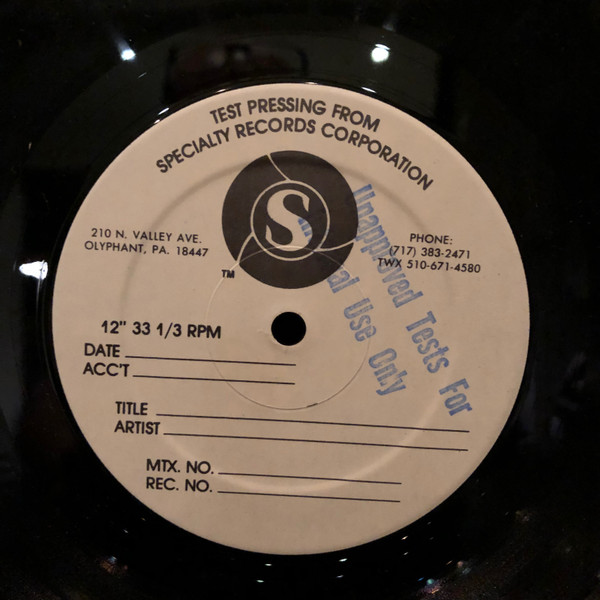 TEST PRESSING FROM
SPECIALTY RECORDS CORPORATION
S
210 N. VALLEY AVE.
OLYPHANT, PA. 18447
PHONE:
(717) 383-2471
TWX 510-671-4580
TM
Unapproved Tests For
Use Only
12" 33 1/3 RPM
DATE
ACC'T
TITLE
ARTIST
MTX. NO.
REC. NO.